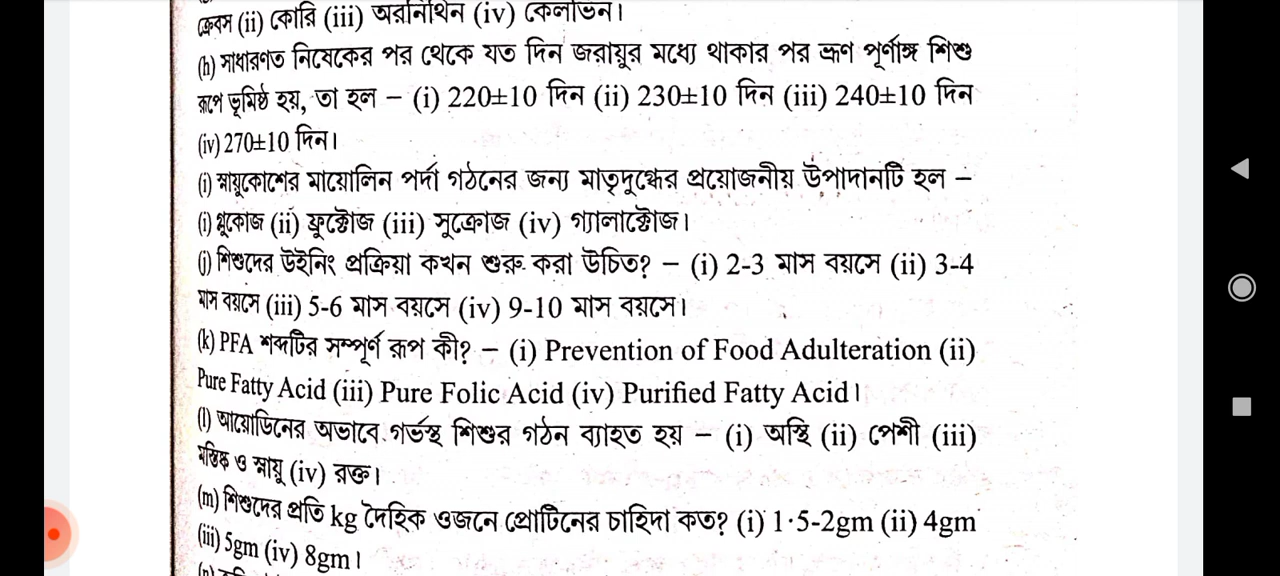 ক্রেবস (ii) কোরি (iii) অরনিথিন (iv) কেলভিন।
(h) সাধারণত নিষেকের পর থেকে যত দিন জরায়ুর মধ্যে থাকার পর ভ্রূণ পূর্ণাঙ্গ শিশু
রূপে ভূমিষ্ঠ হয়, তা হল – (i) 220±10 দিন (ii) 230±10 দিন (iii) 240±10 দিন
(iv) 270±10 দিন।
(i) স্নায়ুকোশের মায়োলিন পর্দা গঠনের জন্য মাতৃদুগ্ধের প্রয়োজনীয় উপাদানটি হল –
(i) গ্লুকোজ (ii) ফ্রুক্টোজ (iii) সুক্রোজ (iv) গ্যালাক্টোজ।
(j) শিশুদের উইনিং প্রক্রিয়া কখন শুরু করা উচিত? – (i) 2-3 মাস বয়সে (ii) 3-4
মাস বয়সে (iii) 5-6 মাস বয়সে (iv) 9-10 মাস বয়সে।
(k) PFA শব্দটির সম্পূর্ণ রূপ কী? – (i) Prevention of Food Adulteration (ii)
Pure Fatty Acid (iii) Pure Folic Acid (iv) Purified Fatty Acid।
(l) আয়োডিনের অভাবে গর্ভস্থ শিশুর গঠন ব্যাহত হয় – (i) অস্থি (ii) পেশী (iii)
মস্তিষ্ক ও স্নায়ু (iv) রক্ত।
(m) শিশুদের প্রতি kg দৈহিক ওজনে প্রোটিনের চাহিদা কত? (i) 1·5-2gm (ii) 4gm
(iii) 5gm (iv) 8gm।